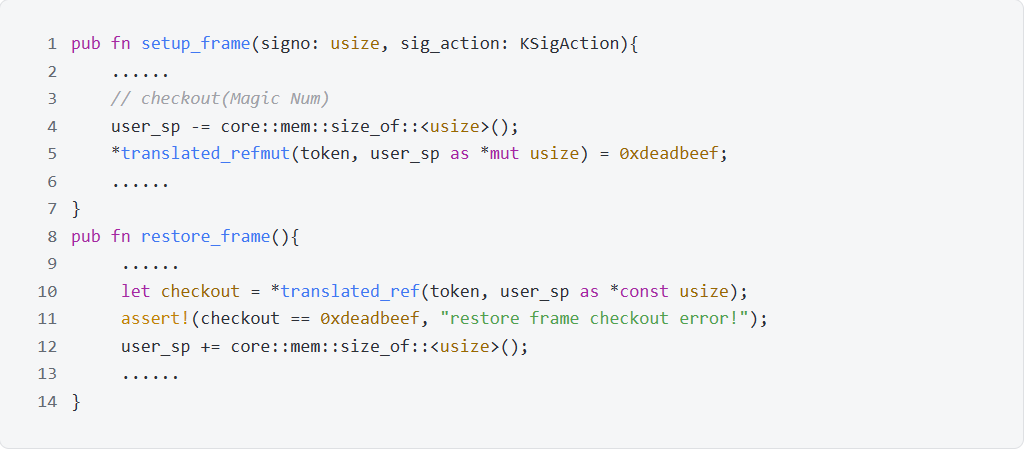 1 pub fn setup_frame(signo: usize, sig_action: KSigAction){
2 ......
3 // checkout(Magic Num)
4 user_sp -= core::mem::size_of::<usize>();
5 *translated_refmut(token, user_sp as *mut usize) = 0xdeadbeef;
6 ......
7 }
8 pub fn restore_frame(){
9 ......
10 let checkout = *translated_ref(token, user_sp as *const usize);
11 assert!(checkout == 0xdeadbeef, "restore frame checkout error!");
12 user_sp += core::mem::size_of::<usize>();
13 ......
14 }